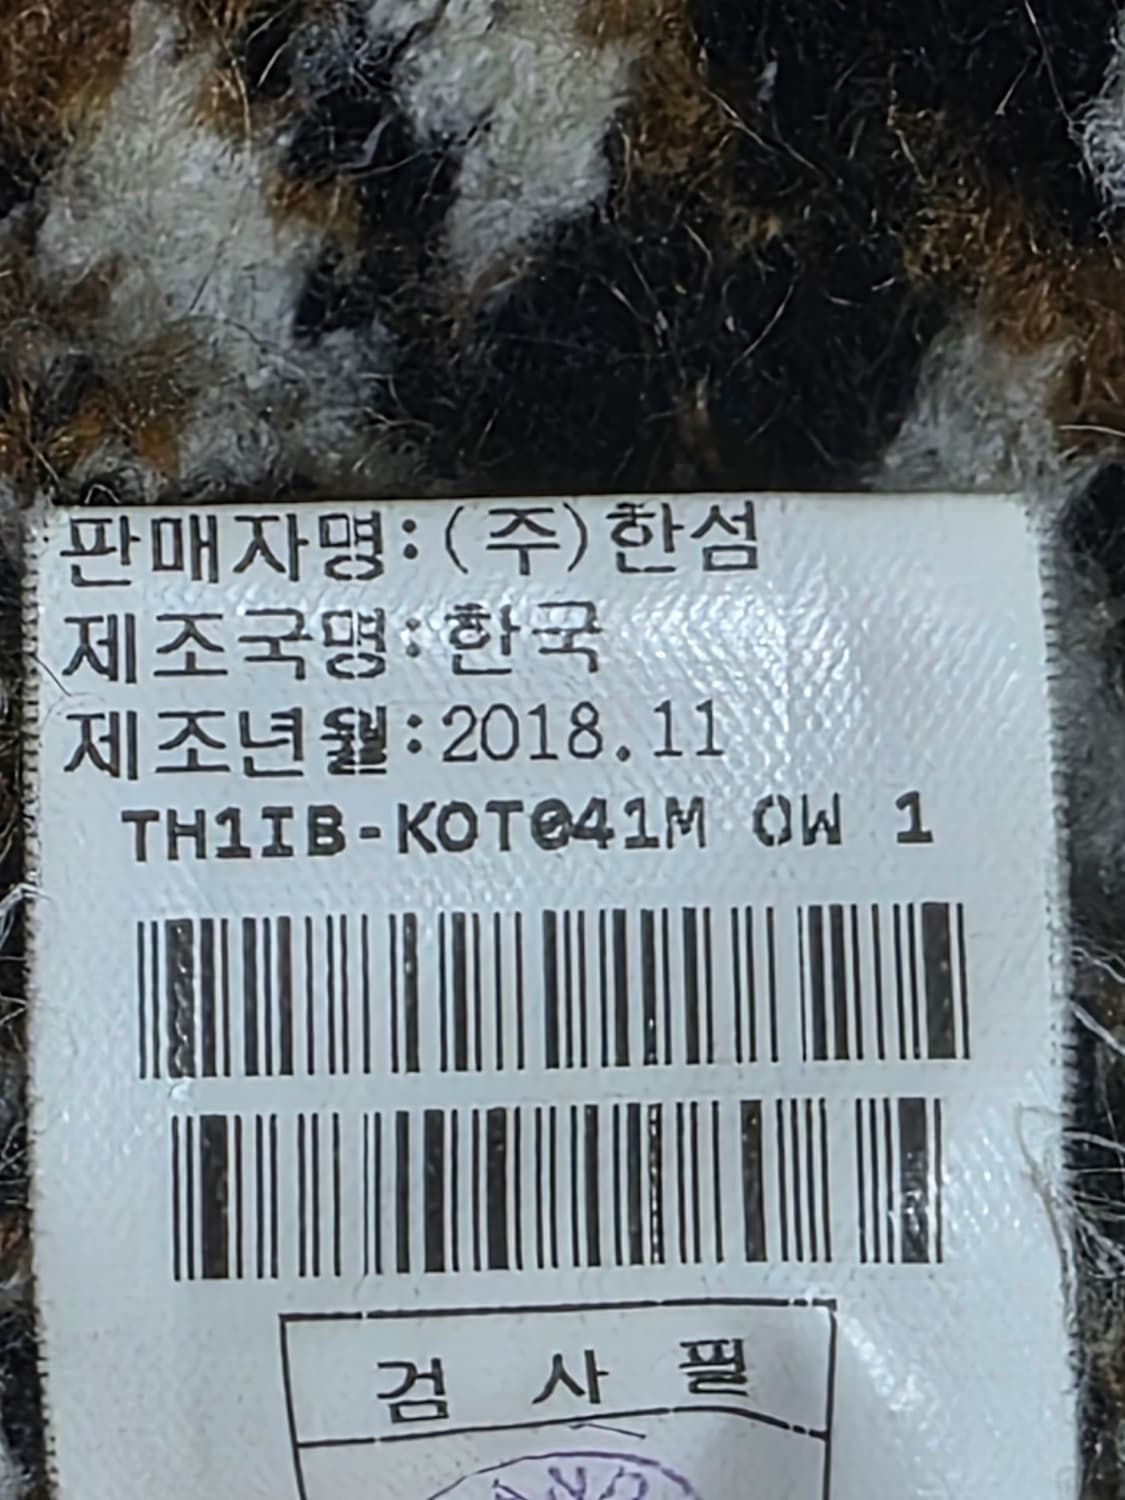 판매자명:(주)한섬
제조국명:한국
제조년월:2018.11
TH1IB-KOT041M OW 1
검 사 필